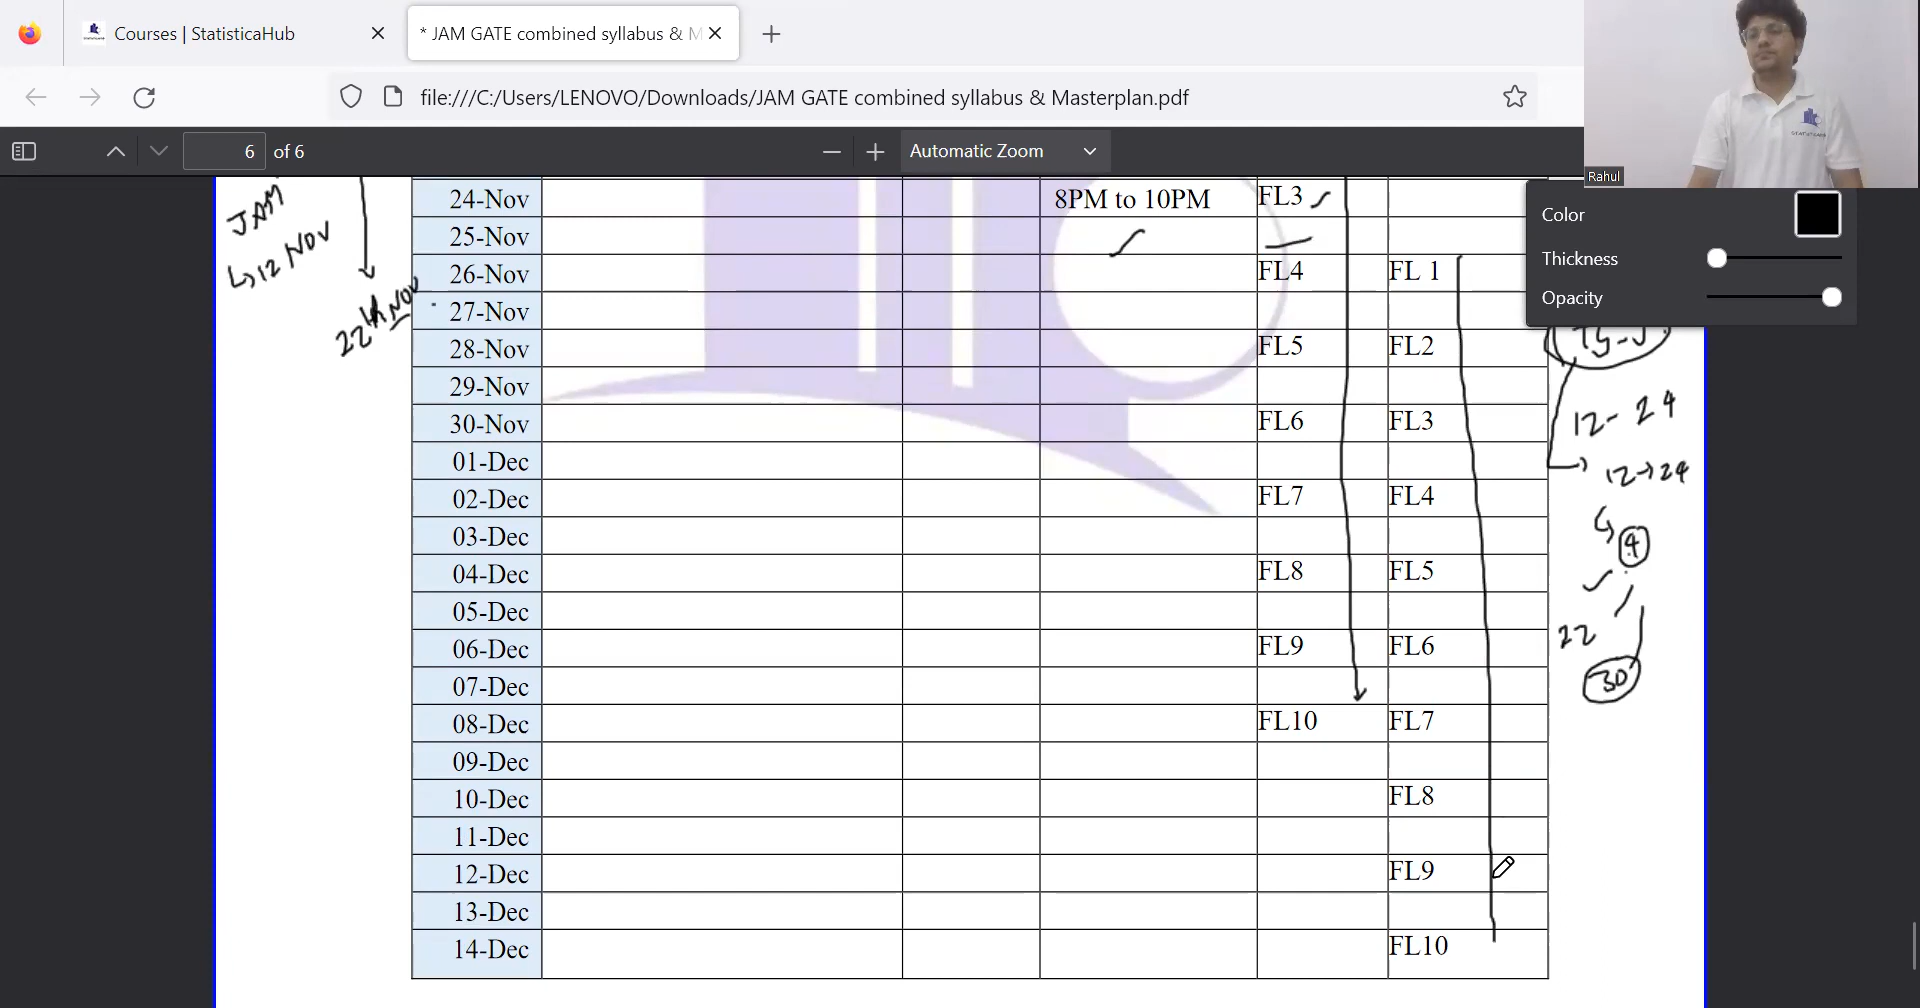 Courses | StatisticaHub
* JAM GATE combined syllabus & M
file:///C:/Users/LENOVO/Downloads/JAM GATE combined syllabus & Masterplan.pdf
6 of 6
Automatic Zoom
Rahul
Color
Thickness
Opacity
JAM
↳12 NOV
22th NOV
24-Nov 8PM to 10PM FL3
25-Nov
26-Nov FL4 FL 1
27-Nov
28-Nov FL5 FL2
29-Nov
30-Nov FL6 FL3
01-Dec
02-Dec FL7 FL4
03-Dec
04-Dec FL8 FL5
05-Dec
06-Dec FL9 FL6
07-Dec
08-Dec FL10 FL7
09-Dec
10-Dec FL8
11-Dec
12-Dec FL9
13-Dec
14-Dec FL10
12- 24
12→24
↳ 4
22
30